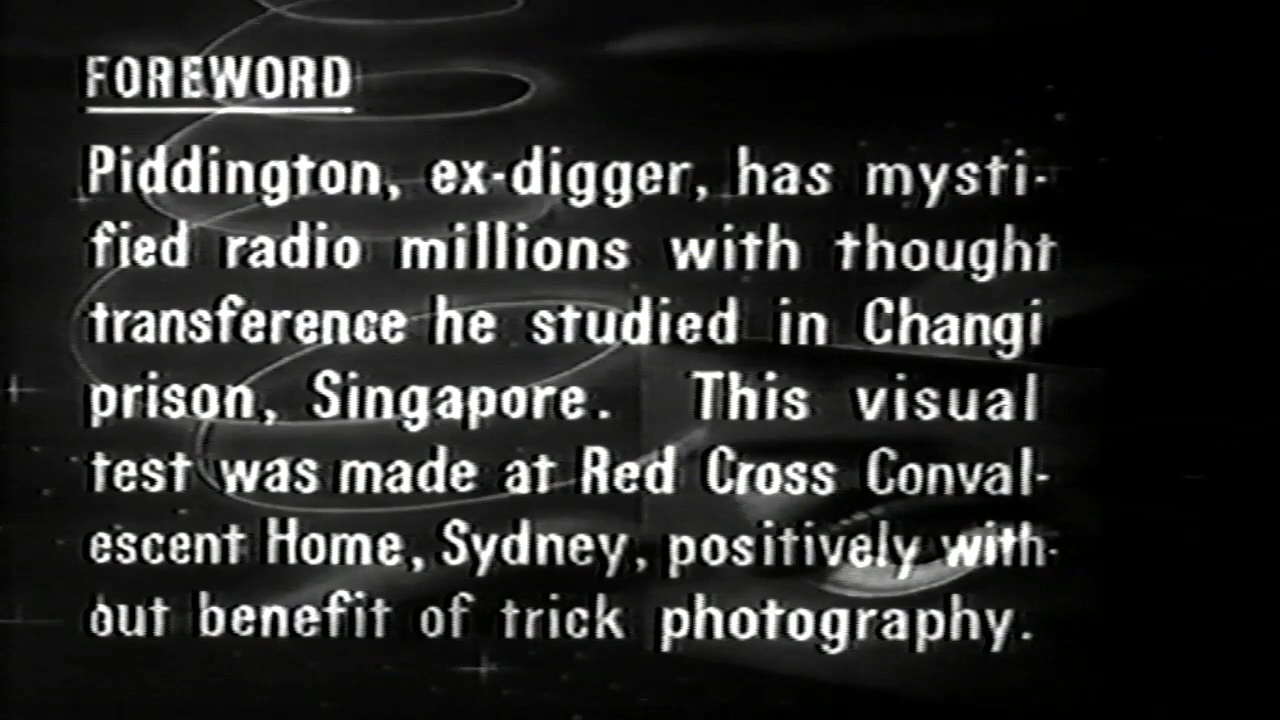 FOREWORD
Piddington, ex-digger, has mysti-
fied radio millions with thought
transference he studied in Changi
prison, Singapore. This visual
test was made at Red Cross Conval-
escent Home, Sydney, positively with-
out benefit of trick photography.